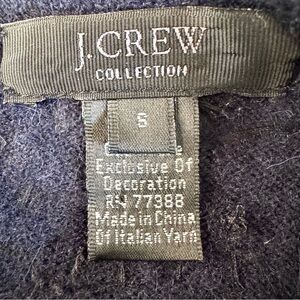 J.CREW
COLLECTION
S
Exclusive Of
Decoration
RN 77388
Made in China
Of Italian Yarn